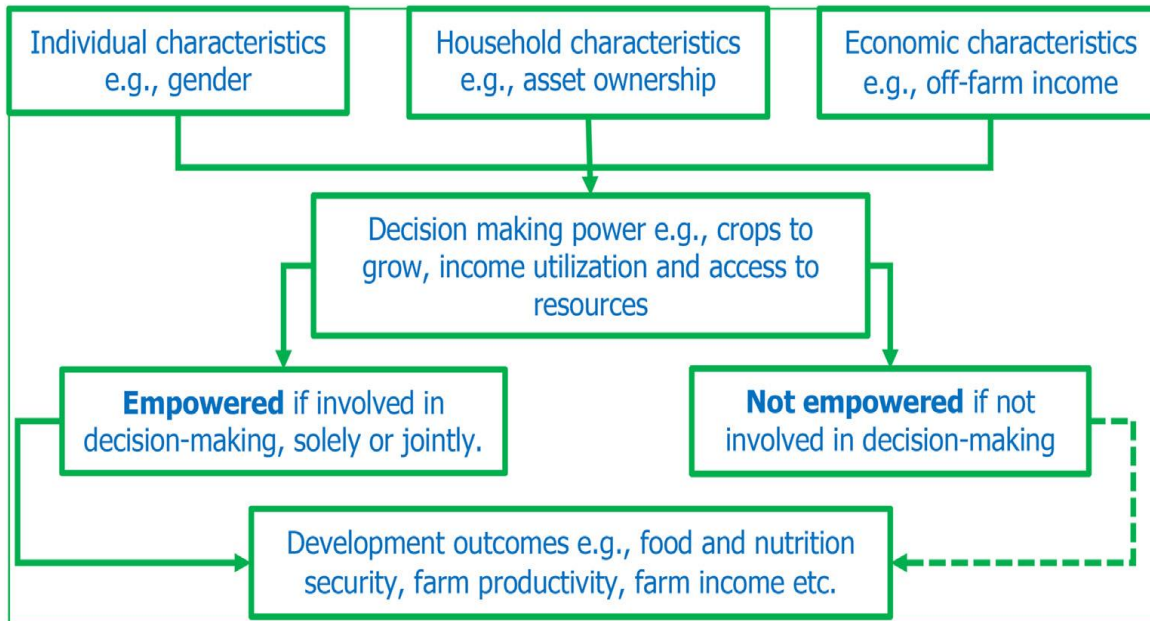 Individual characteristics
e.g., gender
Household characteristics
e.g., asset ownership
Economic characteristics
e.g., off-farm income
Decision making power e.g., crops to
grow, income utilization and access to
resources
Empowered if involved in
decision-making, solely or jointly.
Not empowered if not
involved in decision-making
Development outcomes e.g., food and nutrition
security, farm productivity, farm income etc.